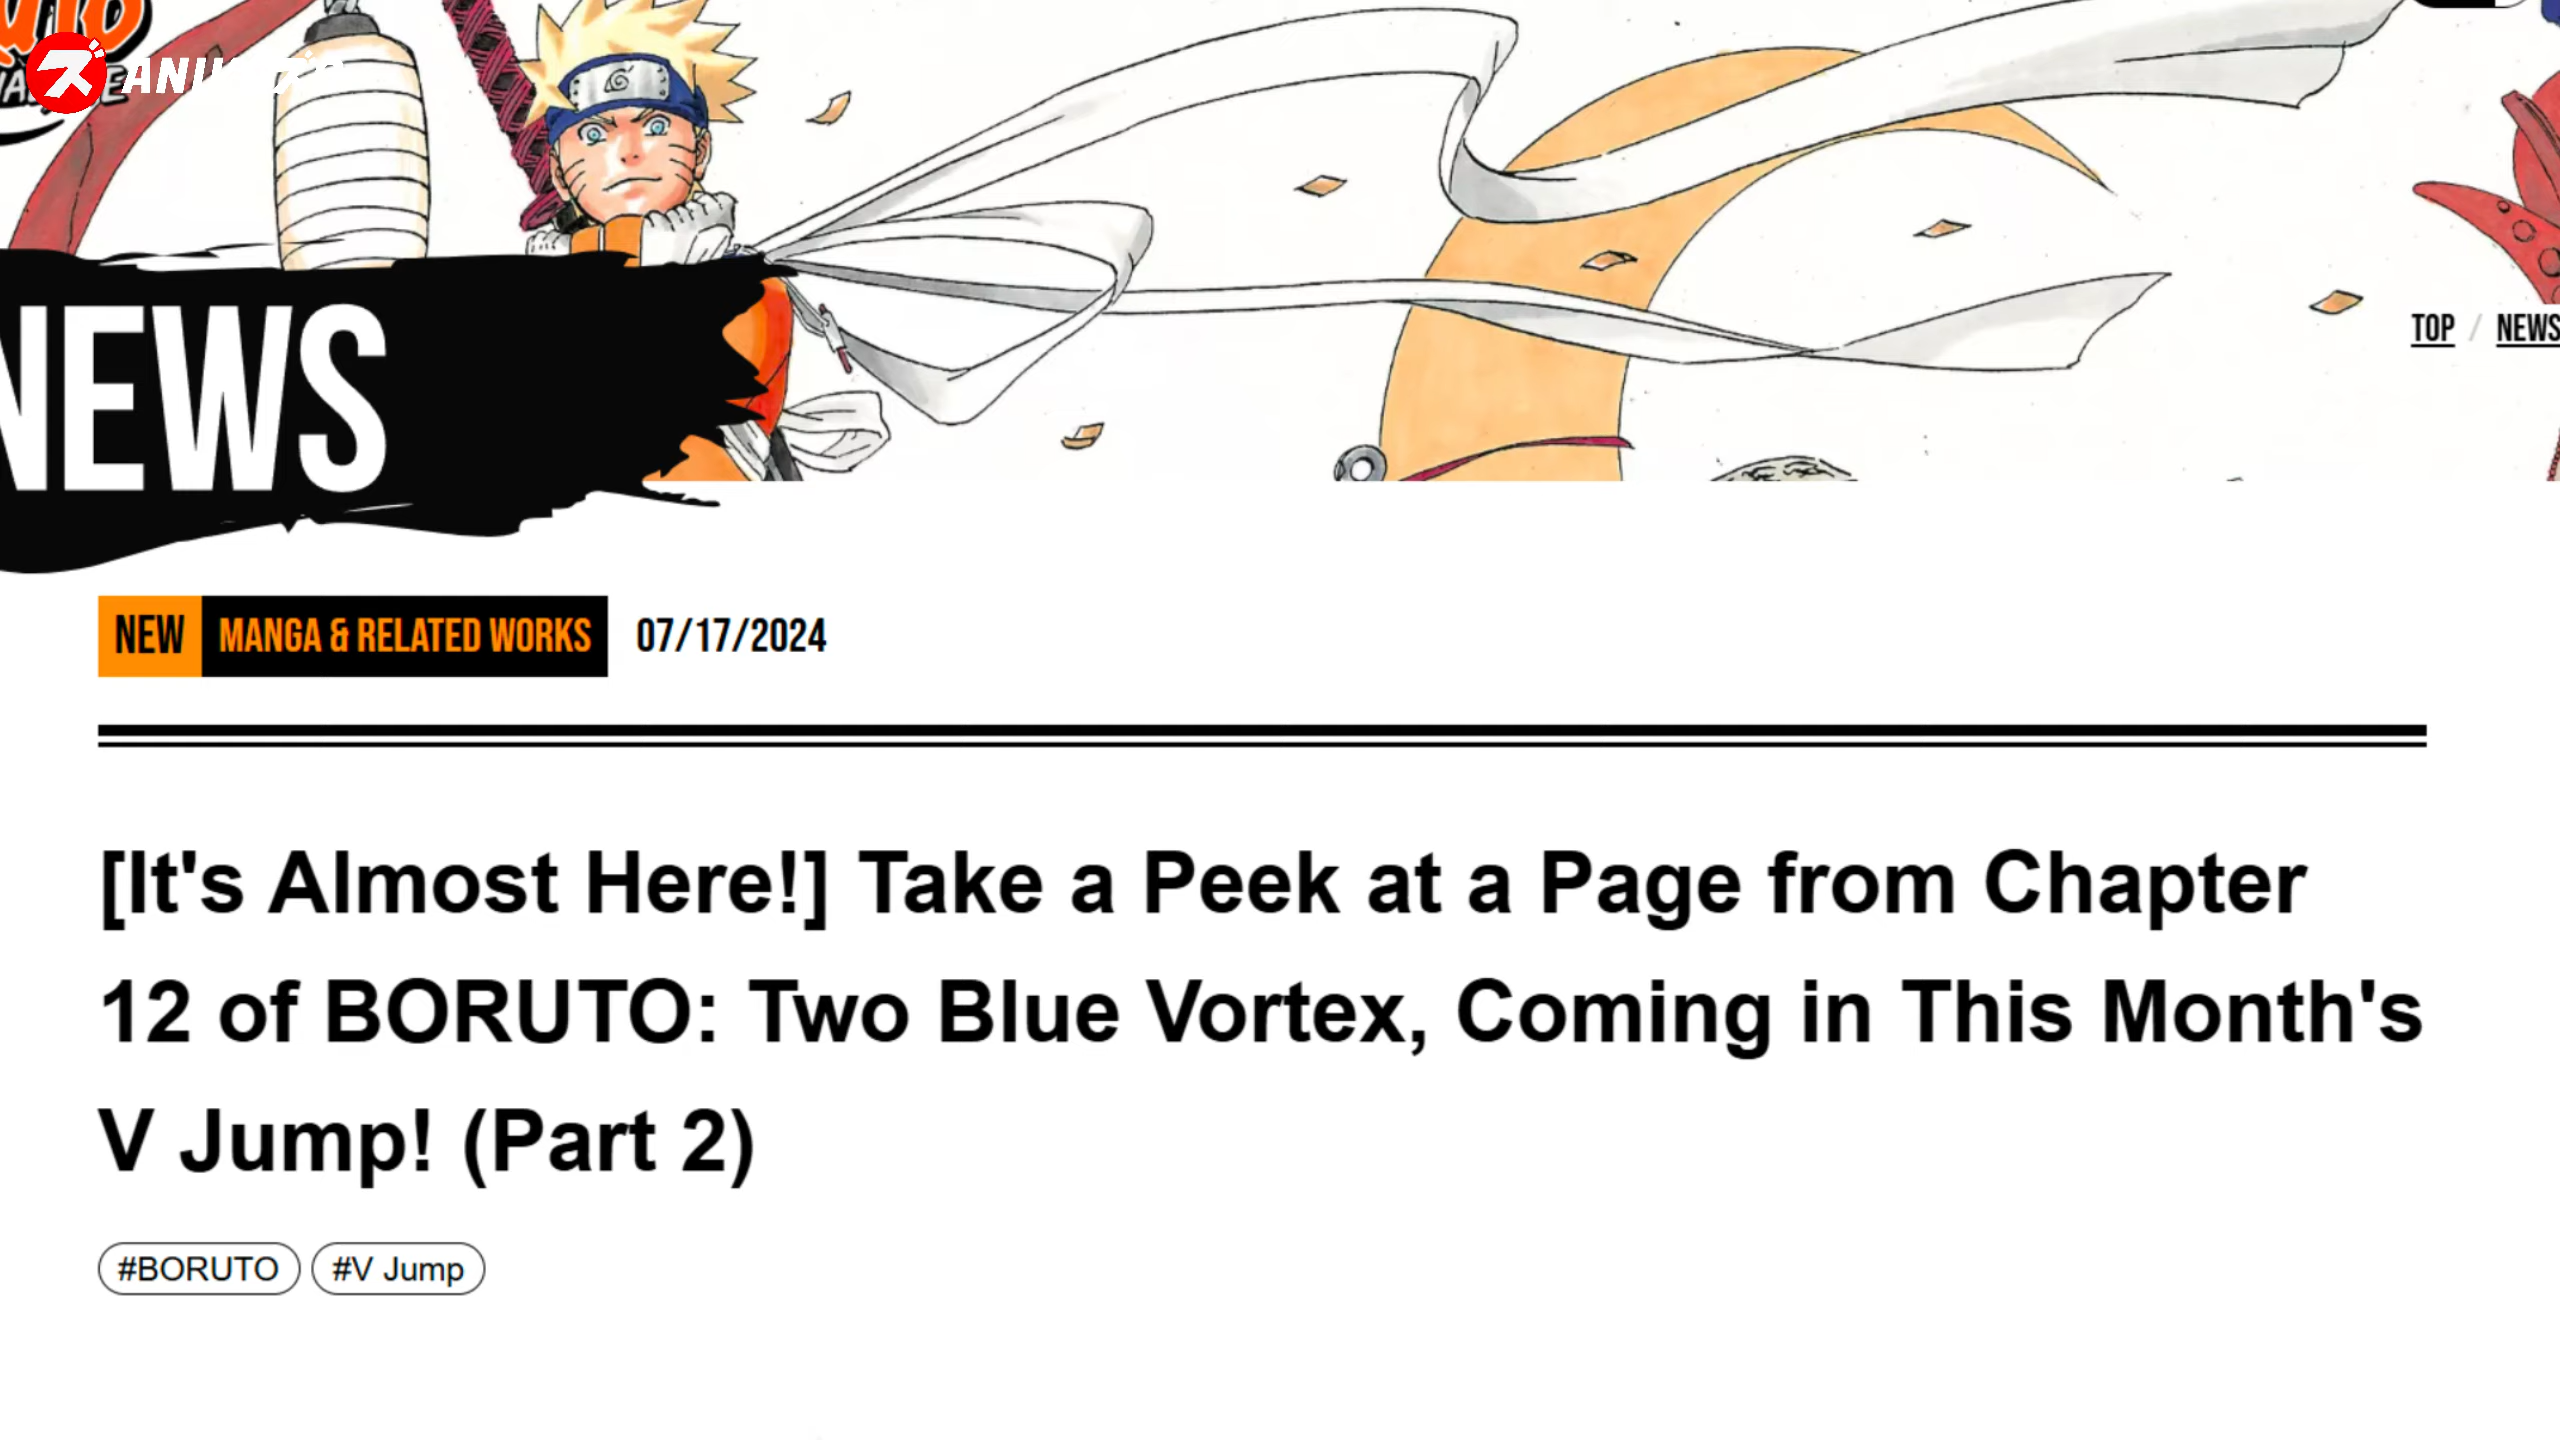 NEWS
TOP / NEWS
NEW MANGA & RELATED WORKS 07/17/2024
[It's Almost Here!] Take a Peek at a Page from Chapter
12 of BORUTO: Two Blue Vortex, Coming in This Month's
V Jump! (Part 2)
#BORUTO #V Jump